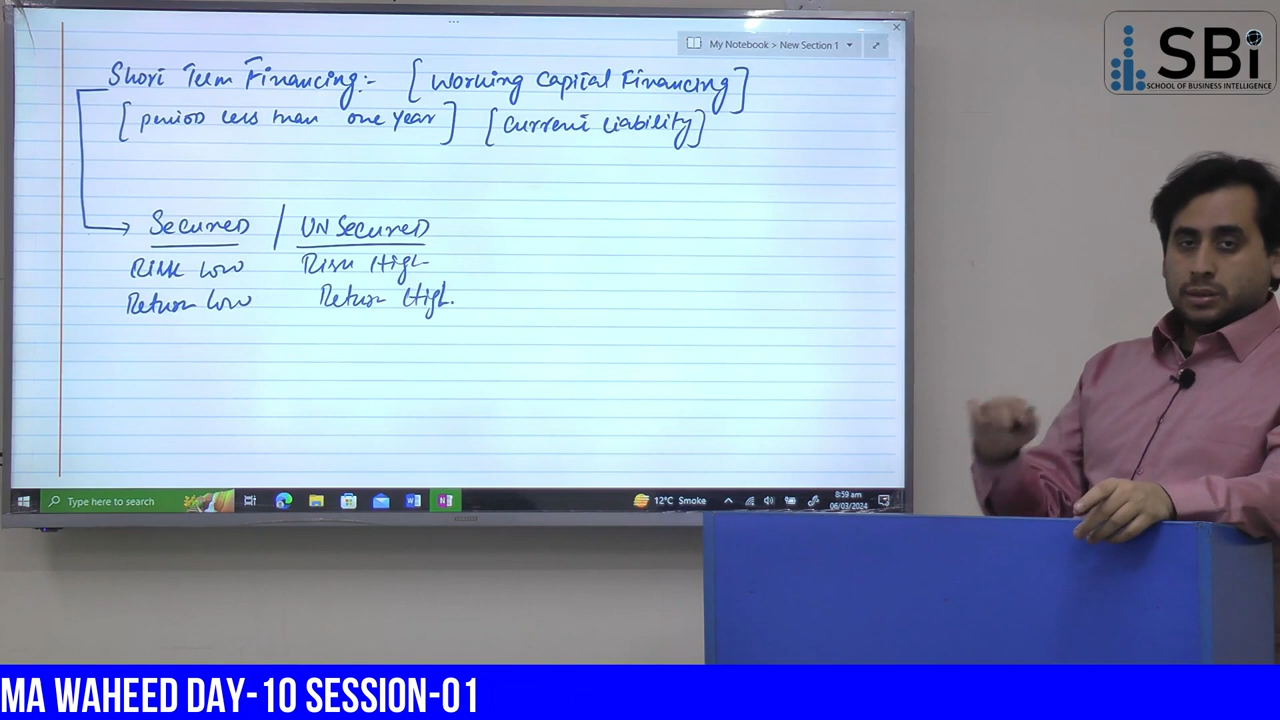 My Notebook > New Section 1
SBi
SCHOOL OF BUSINESS INTELLIGENCE
Short Term Financing:- [Working Capital Financing]
[period less than one year] [Current liability]
Secured / UNSecured
Risk low Risk High
Return low Return High.
Type here to search
12°C Smoke
8:59 am
06/03/2024
MA WAHEED DAY-10 SESSION-01